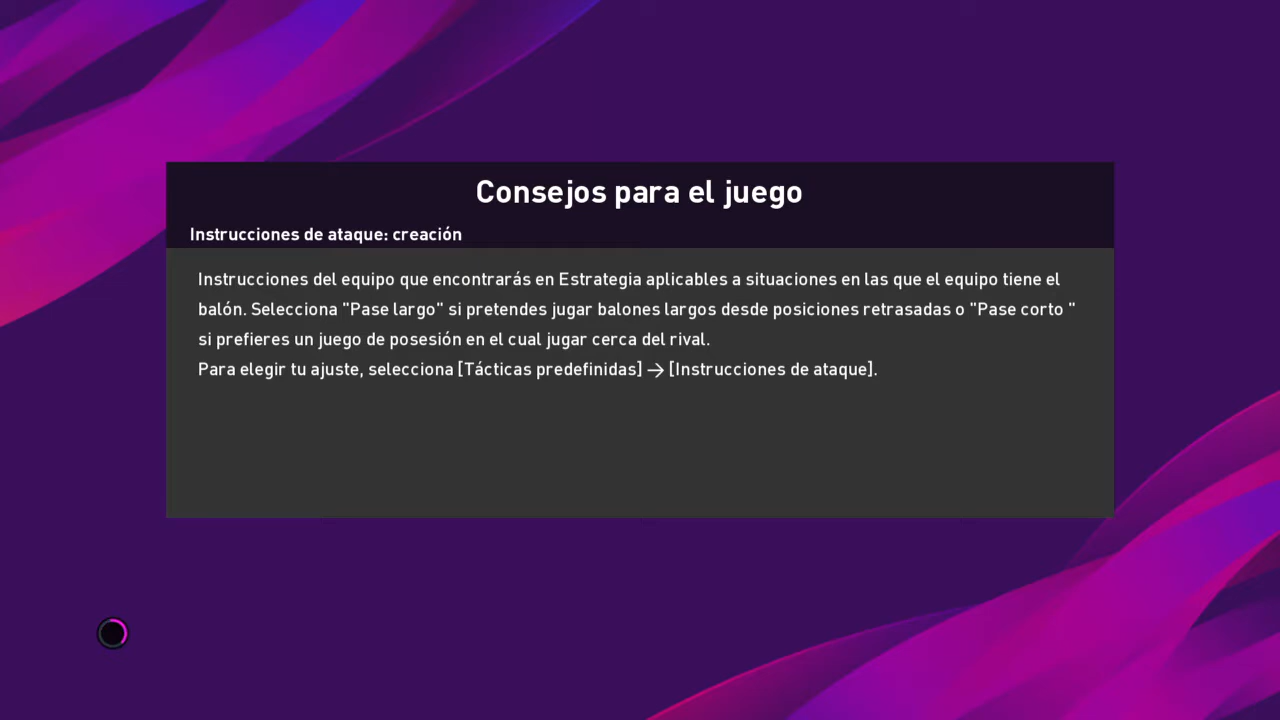 Consejos para el juego
Instrucciones de ataque: creación
Instrucciones del equipo que encontrarás en Estrategia aplicables a situaciones en las que el equipo tiene el
balón. Selecciona "Pase largo" si pretendes jugar balones largos desde posiciones retrasadas o "Pase corto "
si prefieres un juego de posesión en el cual jugar cerca del rival.
Para elegir tu ajuste, selecciona [Tácticas predefinidas] → [Instrucciones de ataque].